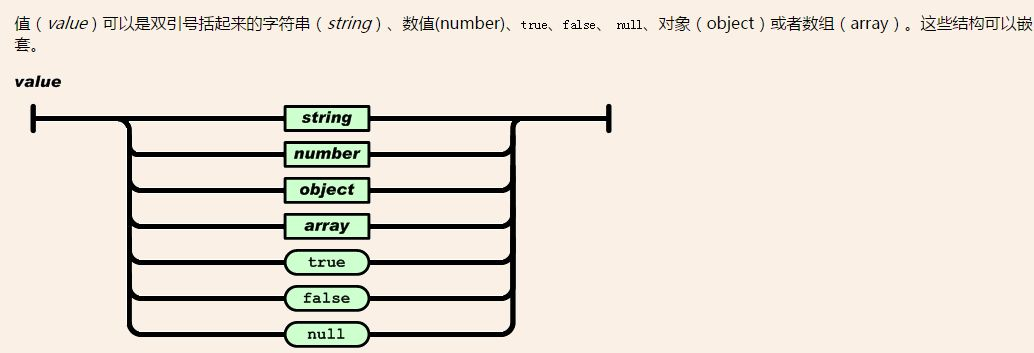 值（value）可以是双引号括起来的字符串（string）、数值(number)、true、false、 null、对象（object）或者数组（array）。这些结构可以嵌
套。
value
string
number
object
array
true
false
null